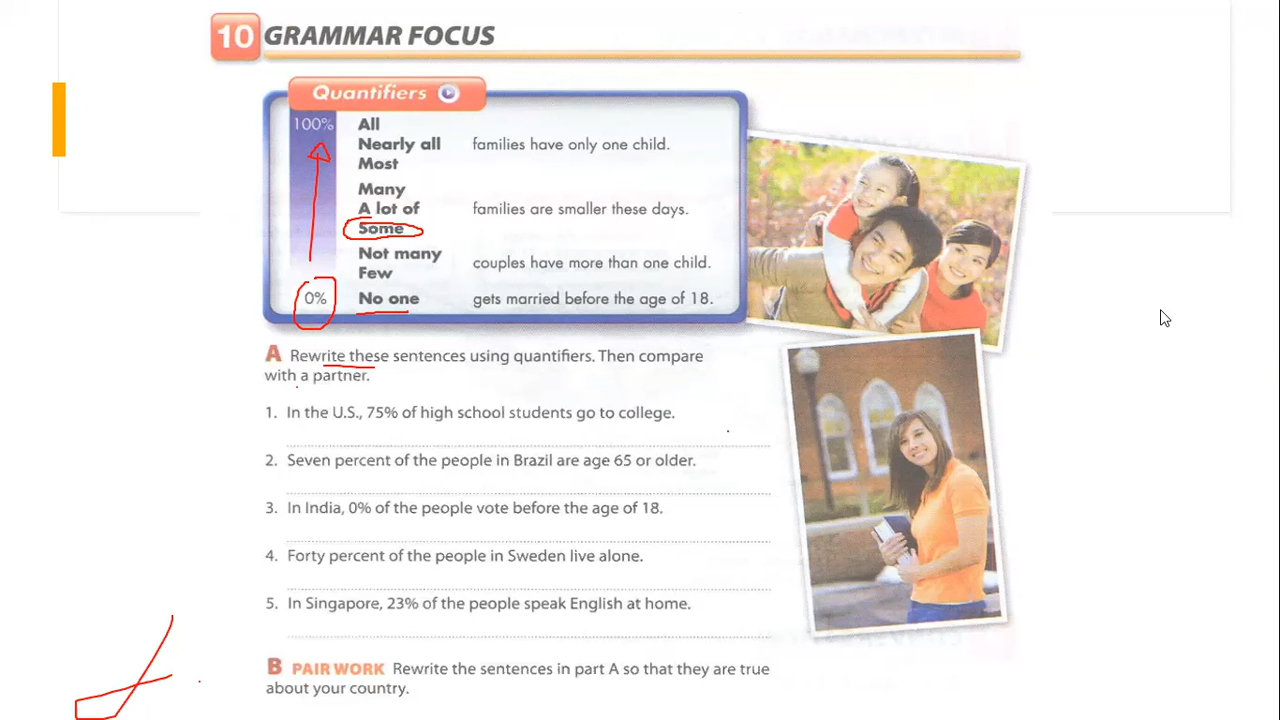 10 GRAMMAR FOCUS
Quantifiers
100% All
Nearly all families have only one child.
Most
Many
A lot of families are smaller these days.
Some
Not many couples have more than one child.
Few
0% No one gets married before the age of 18.
A Rewrite these sentences using quantifiers. Then compare
with a partner.
1. In the U.S., 75% of high school students go to college.
2. Seven percent of the people in Brazil are age 65 or older.
3. In India, 0% of the people vote before the age of 18.
4. Forty percent of the people in Sweden live alone.
5. In Singapore, 23% of the people speak English at home.
B PAIR WORK Rewrite the sentences in part A so that they are true
about your country.